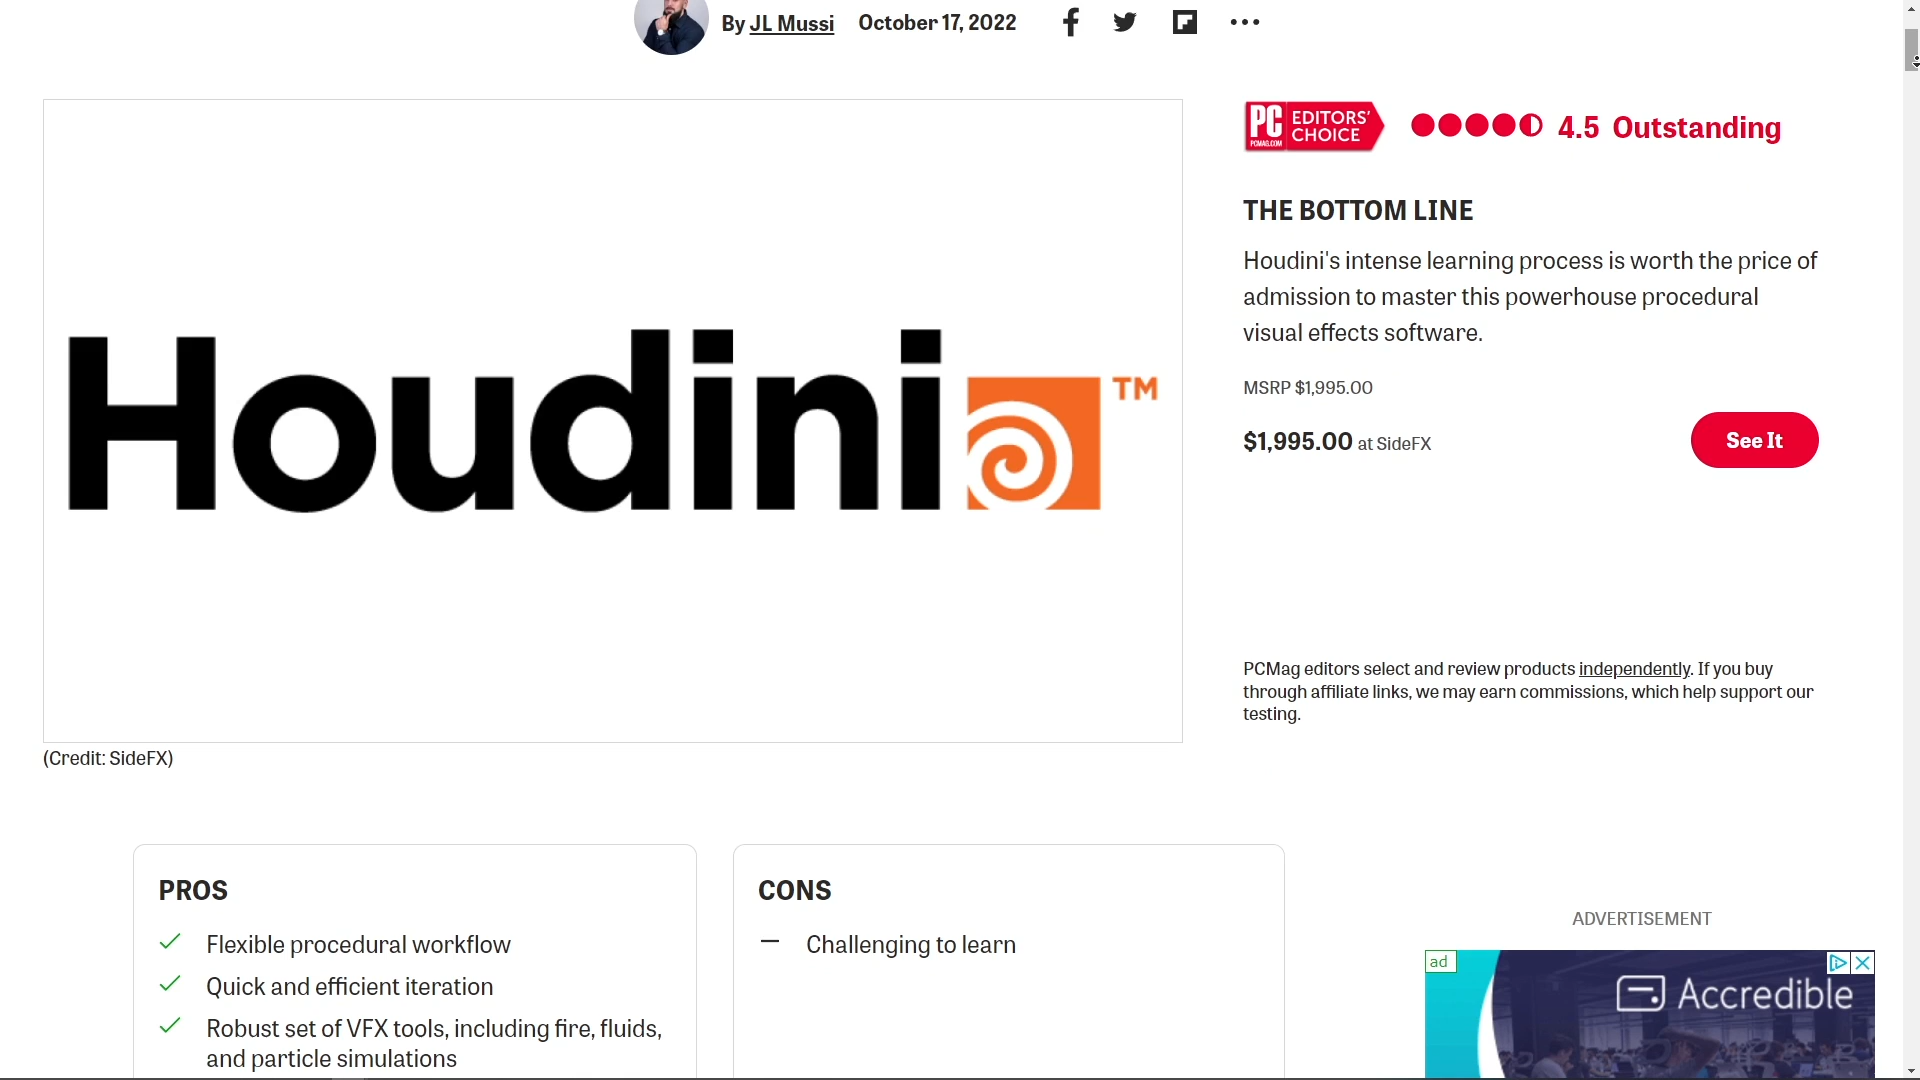 By JL Mussi October 17, 2022
PC EDITORS' CHOICE PCMAG.COM 4.5 Outstanding
Houdini TM
THE BOTTOM LINE
Houdini's intense learning process is worth the price of
admission to master this powerhouse procedural
visual effects software.
MSRP $1,995.00
$1,995.00 at SideFX See It
PCMag editors select and review products independently. If you buy
through affiliate links, we may earn commissions, which help support our
testing.
(Credit: SideFX)
PROS
Flexible procedural workflow
Quick and efficient iteration
Robust set of VFX tools, including fire, fluids,
and particle simulations
CONS
Challenging to learn
ADVERTISEMENT
ad
Accredible